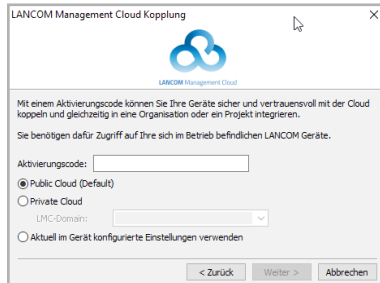 LANCOM Management Cloud Kopplung
LANCOM Management Cloud
Mit einem Aktivierungscode können Sie Ihre Geräte sicher und vertrauensvoll mit der Cloud
koppeln und gleichzeitig in eine Organisation oder ein Projekt integrieren.
Sie benötigen dafür Zugriff auf Ihre sich im Betrieb befindlichen LANCOM Geräte.
Aktivierungscode:
Public Cloud (Default)
Private Cloud
LMC-Domain:
Aktuell im Gerät konfigurierte Einstellungen verwenden
< Zurück Weiter > Abbrechen